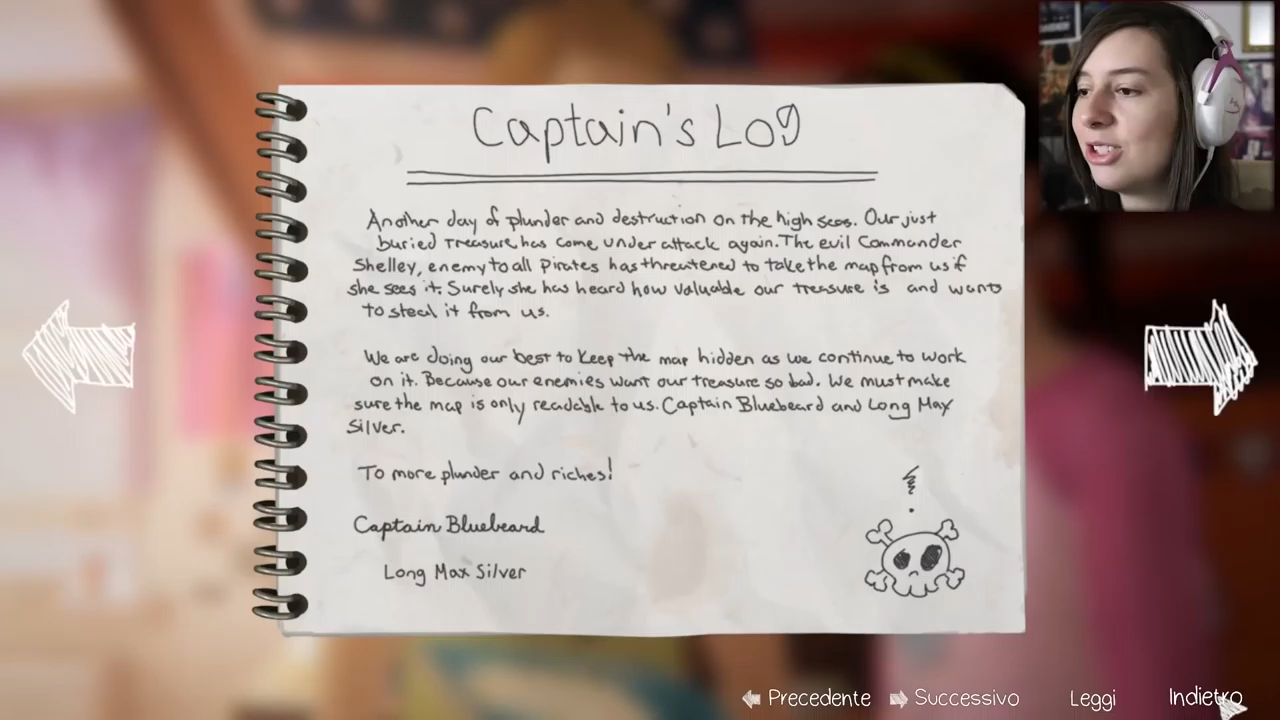 Captain's Log
Another day of plunder and destruction on the high seas. Our just
buried treasure has come under attack again. The evil Commander
Shelley, enemy to all Pirates has threatened to take the map from us if
she sees it. Surely she has heard how valuable our treasure is and wants
to steal it from us.
We are doing our best to keep the map hidden as we continue to work
on it. Because our enemies want our treasure so bad. We must make
sure the map is only readable to us. Captain Bluebeard and Long Max
Silver.
To more plunder and riches!
Captain Bluebeard
Long Max Silver
Precedente Successivo Leggi Indietro